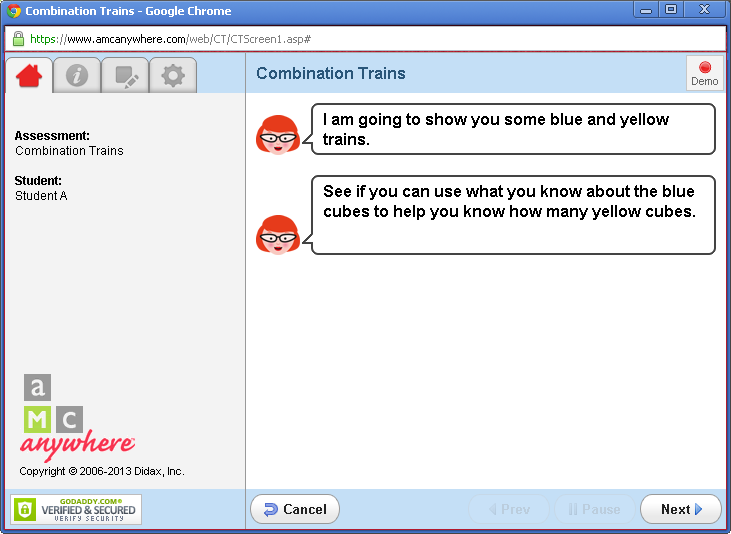 Combination Trains - Google Chrome
https://www.amcanywhere.com/web/CT/CTScreen1.asp#
Combination Trains
Demo
Assessment:
Combination Trains
Student:
Student A
I am going to show you some blue and yellow
trains.
See if you can use what you know about the blue
cubes to help you know how many yellow cubes.
a
M C
anywhere
Copyright © 2006-2013 Didax, Inc.
GODADDY.COM®
VERIFIED & SECURED
VERIFY SECURITY
Cancel
Prev
Pause
Next